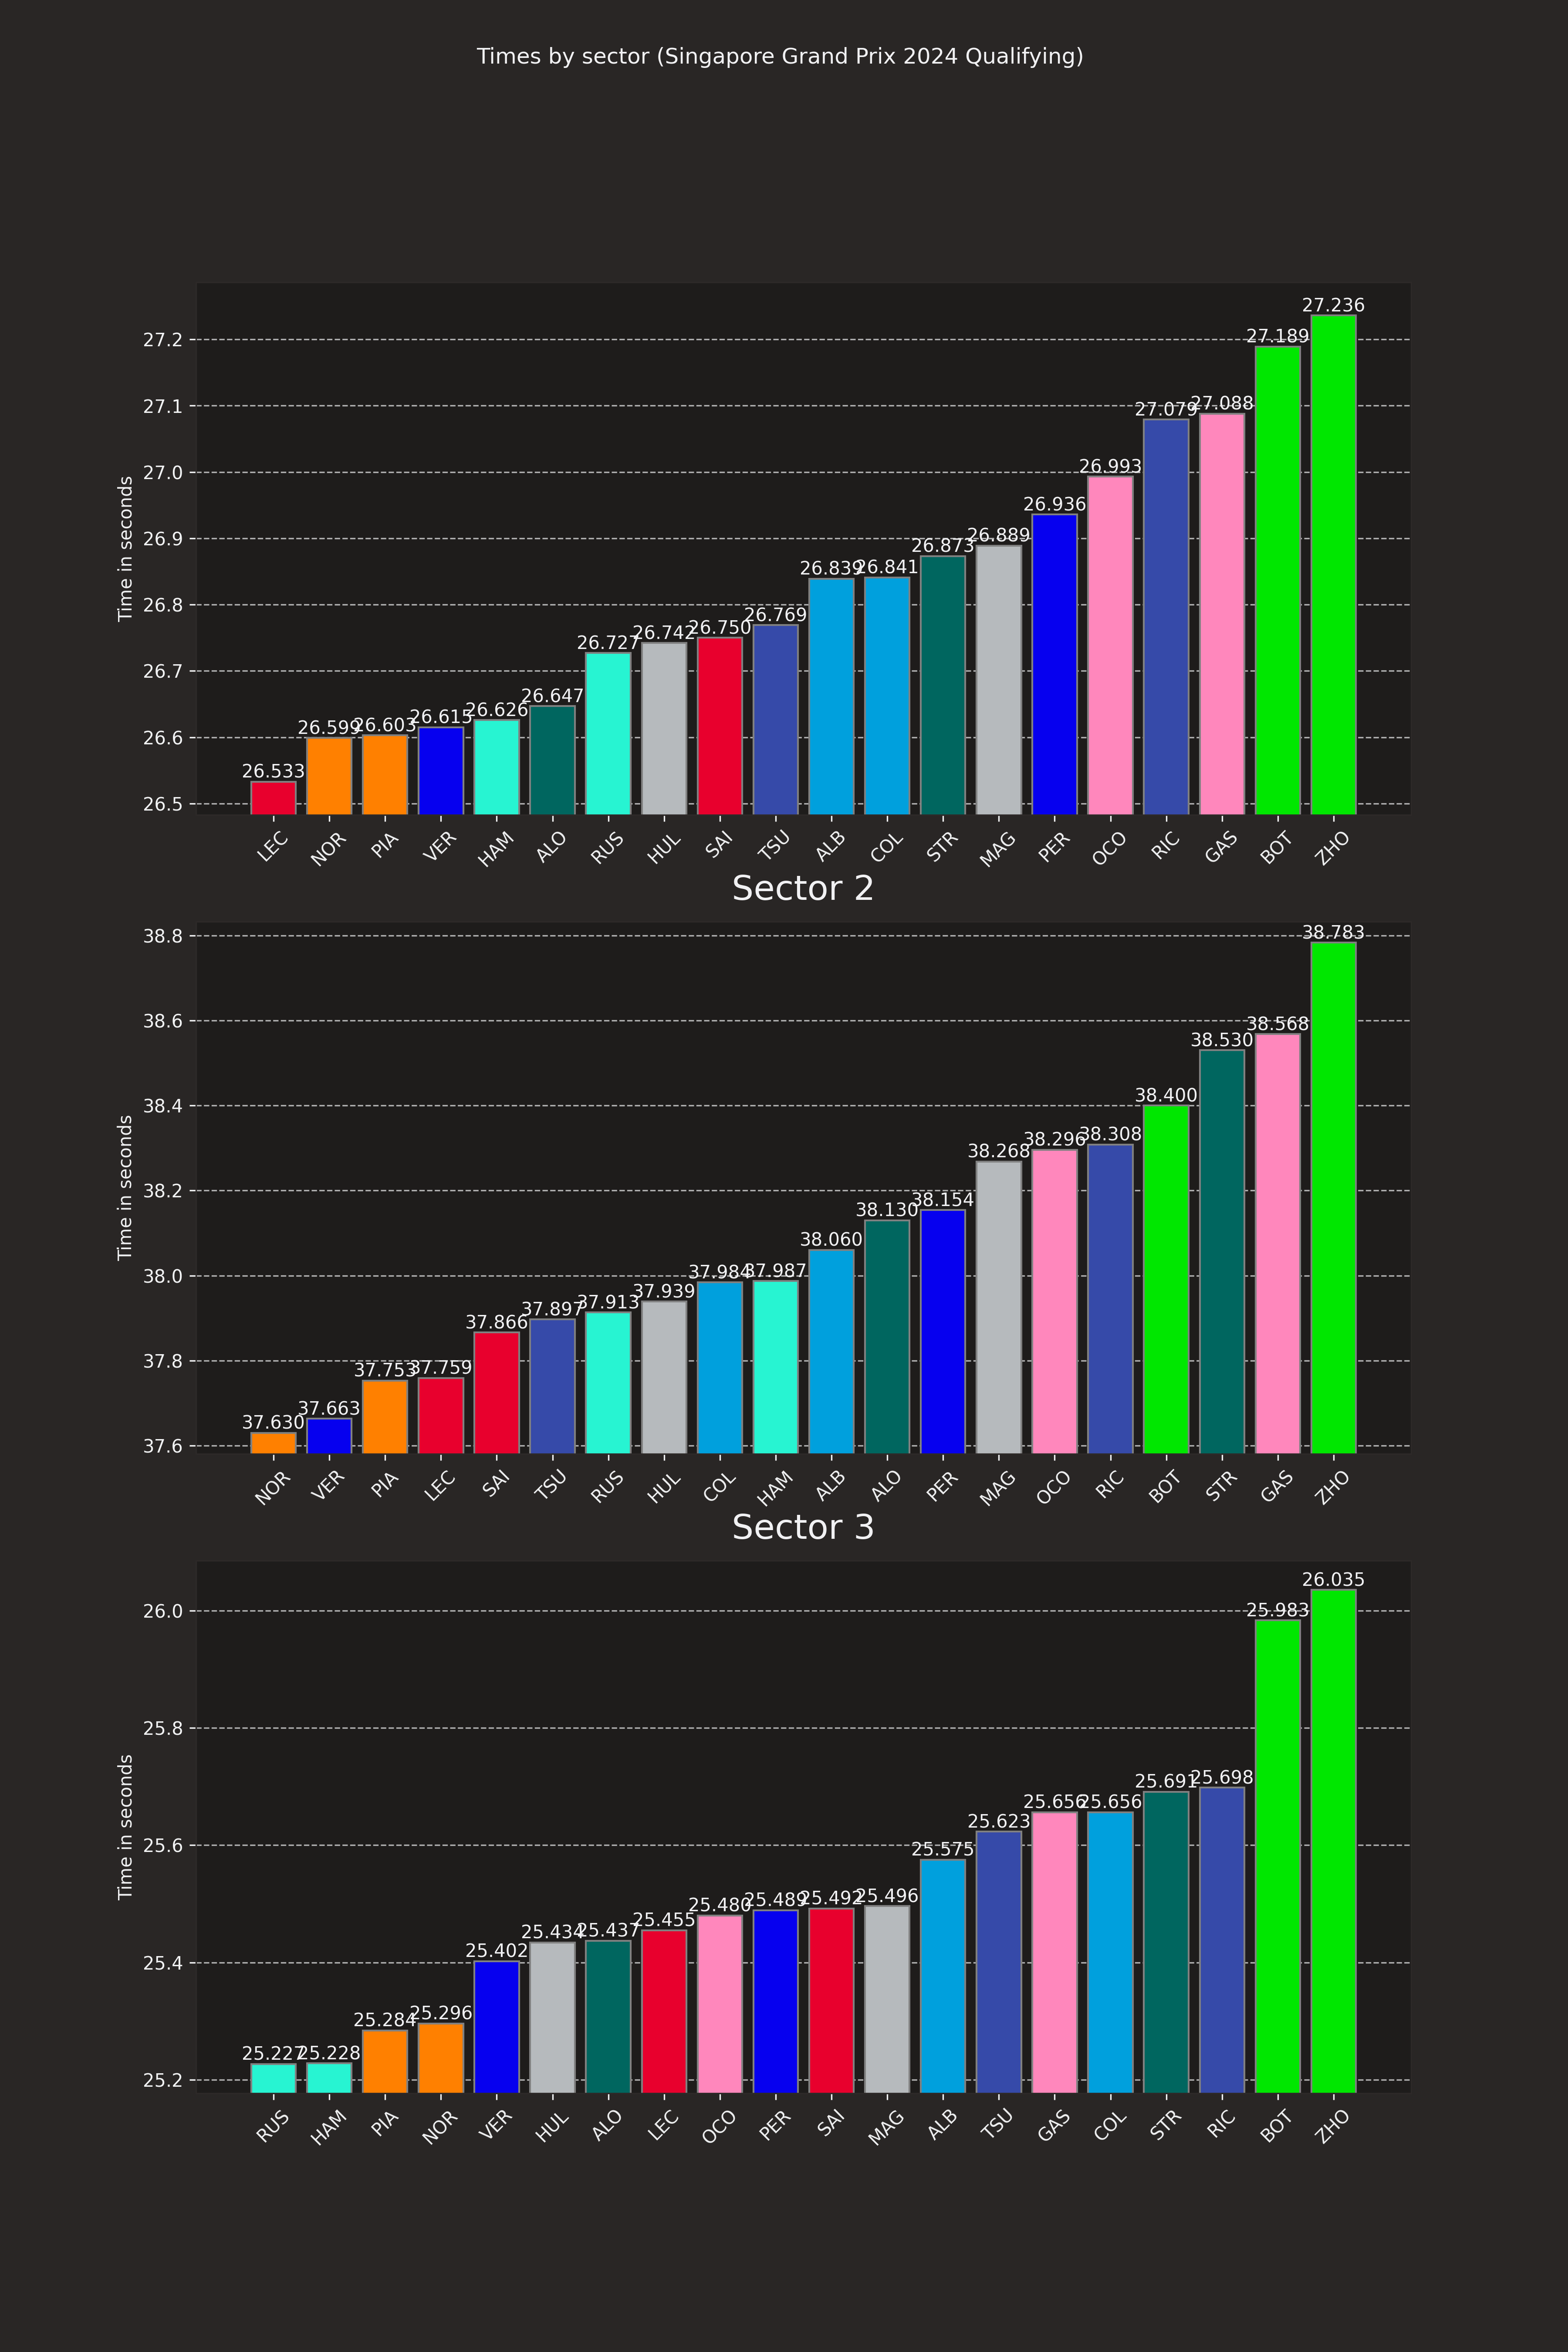 Times by sector (Singapore Grand Prix 2024 Qualifying)
Time in seconds
27.2
27.1
27.0
26.9
26.8
26.7
26.6
26.5
26.533 26.599 26.603 26.615 26.626 26.647 26.727 26.742 26.750 26.769 26.839 26.841 26.873 26.889 26.936 26.993 27.079 27.088 27.189 27.236
LEC NOR PIA VER HAM ALO RUS HUL SAI TSU ALB COL STR MAG PER OCO RIC GAS BOT ZHO
Sector 2
Time in seconds
38.8
38.6
38.4
38.2
38.0
37.8
37.6
37.630 37.663 37.753 37.759 37.866 37.897 37.913 37.939 37.984 37.987 38.060 38.130 38.154 38.268 38.296 38.308 38.400 38.530 38.568 38.783
NOR VER PIA LEC SAI TSU RUS HUL COL HAM ALB ALO PER MAG OCO RIC BOT STR GAS ZHO
Sector 3
Time in seconds
26.0
25.8
25.6
25.4
25.2
25.227 25.228 25.284 25.296 25.402 25.434 25.437 25.455 25.480 25.489 25.492 25.496 25.575 25.623 25.656 25.656 25.691 25.698 25.983 26.035
RUS HAM PIA NOR VER HUL ALO LEC OCO PER SAI MAG ALB TSU GAS COL STR RIC BOT ZHO